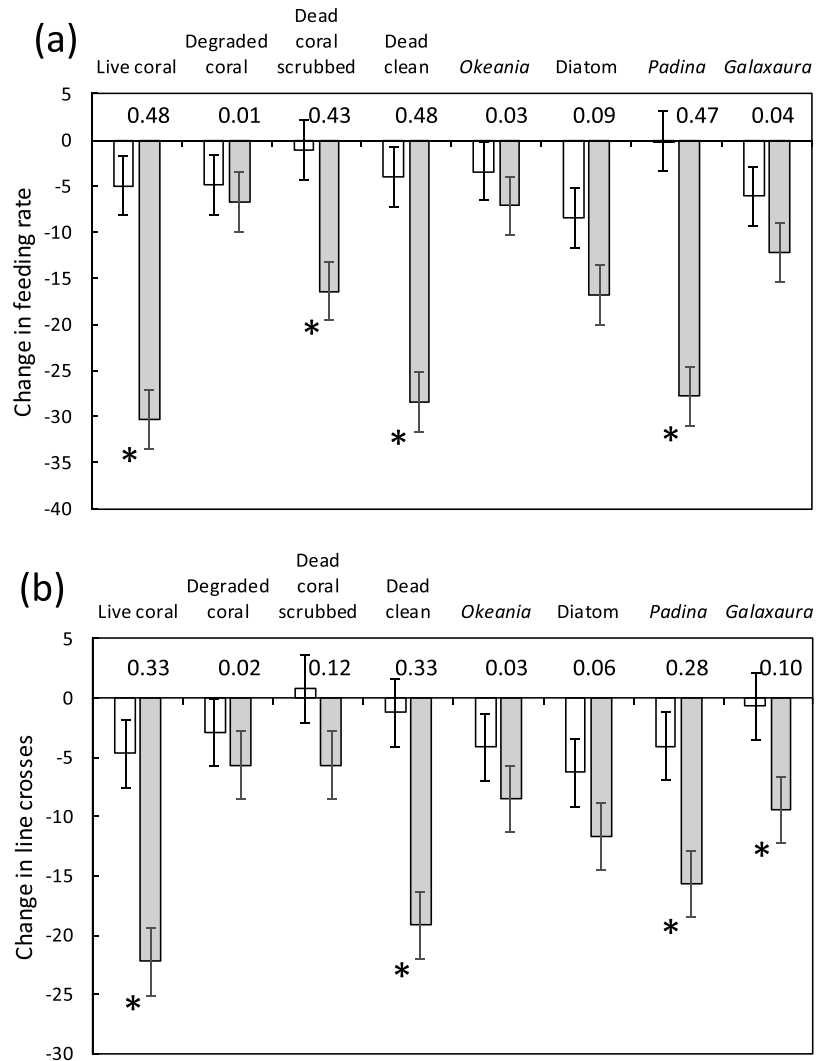 (a)
Live coral
Degraded
coral
Dead
coral
scrubbed
Dead
clean
Okeania
Diatom
Padina
Galaxaura
0.48 0.01 0.43 0.48 0.03 0.09 0.47 0.04
Change in feeding rate
5
0
-5
-10
-15
-20
-25
-30
-35
-40
* * * *
(b)
Live coral
Degraded
coral
Dead
coral
scrubbed
Dead
clean
Okeania
Diatom
Padina
Galaxaura
0.33 0.02 0.12 0.33 0.03 0.06 0.28 0.10
Change in line crosses
5
0
-5
-10
-15
-20
-25
-30
* * * *